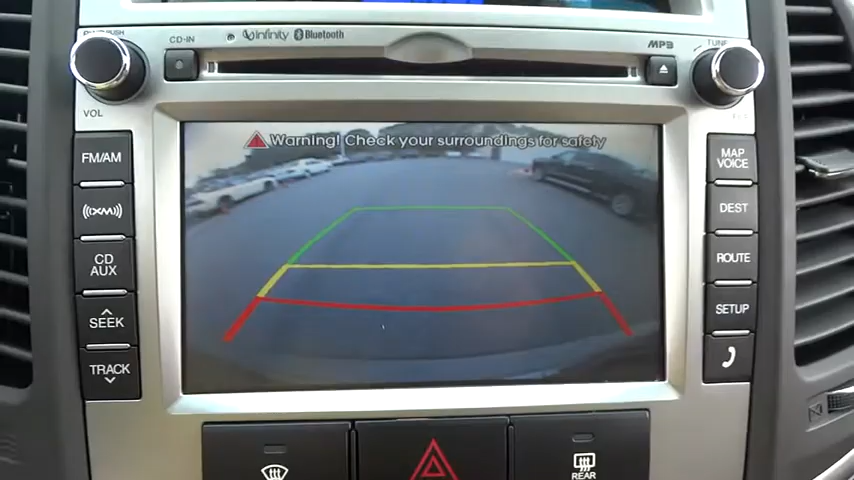 CD-IN
Infinity Bluetooth
MP3
TUNE
VOL
Warning! Check your surroundings for safety
FM/AM
((XM))
CD
AUX
SEEK
TRACK
MAP
VOICE
DEST
ROUTE
SETUP
REAR